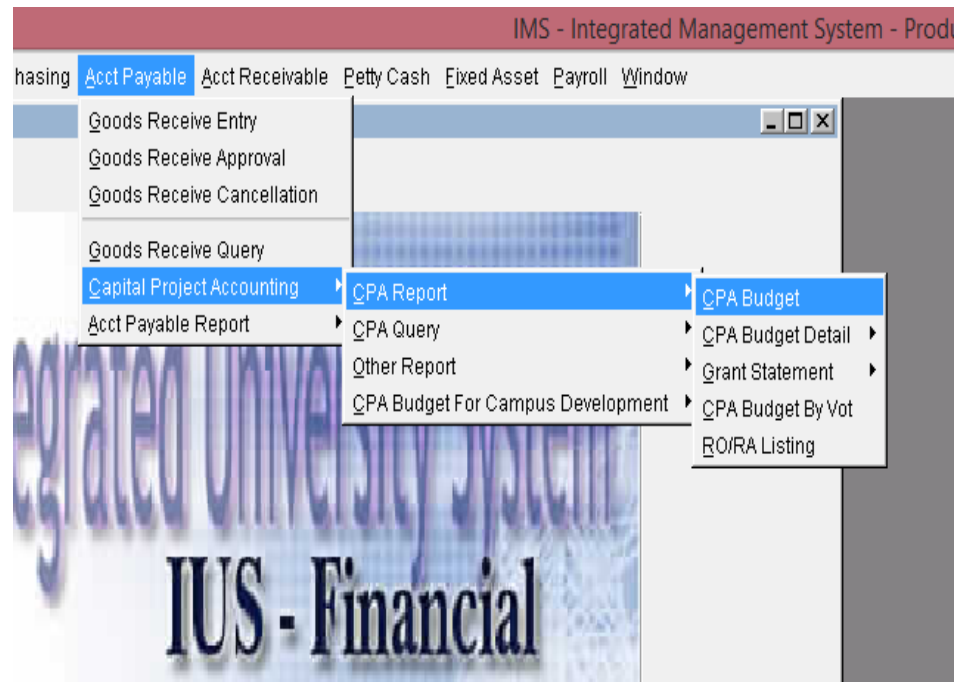 IMS - Integrated Management System - Produ
hasing Acct Payable Acct Receivable Petty Cash Fixed Asset Payroll Window
Goods Receive Entry
Goods Receive Approval
Goods Receive Cancellation
Goods Receive Query
Capital Project Accounting
Acct Payable Report
CPA Report
CPA Query
Other Report
CPA Budget For Campus Development
CPA Budget
CPA Budget Detail
Grant Statement
CPA Budget By Vot
RO/RA Listing
egrated University System
IUS - Financial